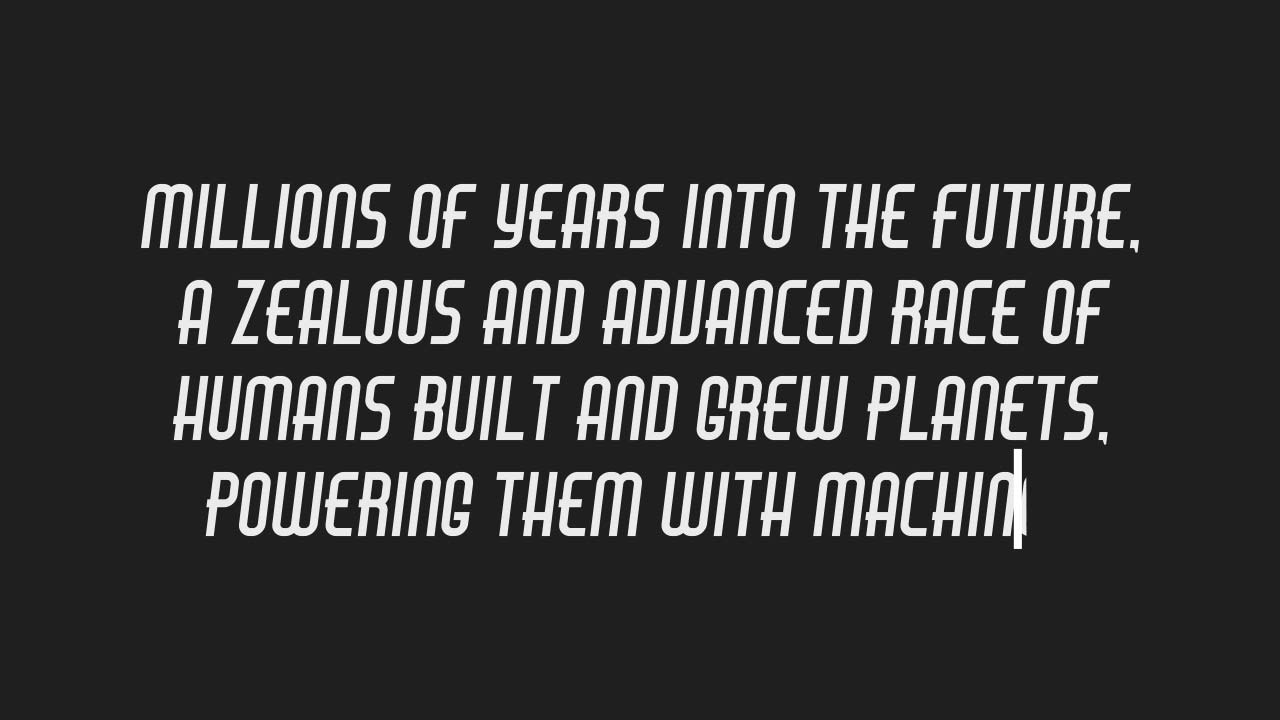 MILLIONS OF YEARS INTO THE FUTURE,
A ZEALOUS AND ADVANCED RACE OF
HUMANS BUILT AND GREW PLANETS,
POWERING THEM WITH MACHIN